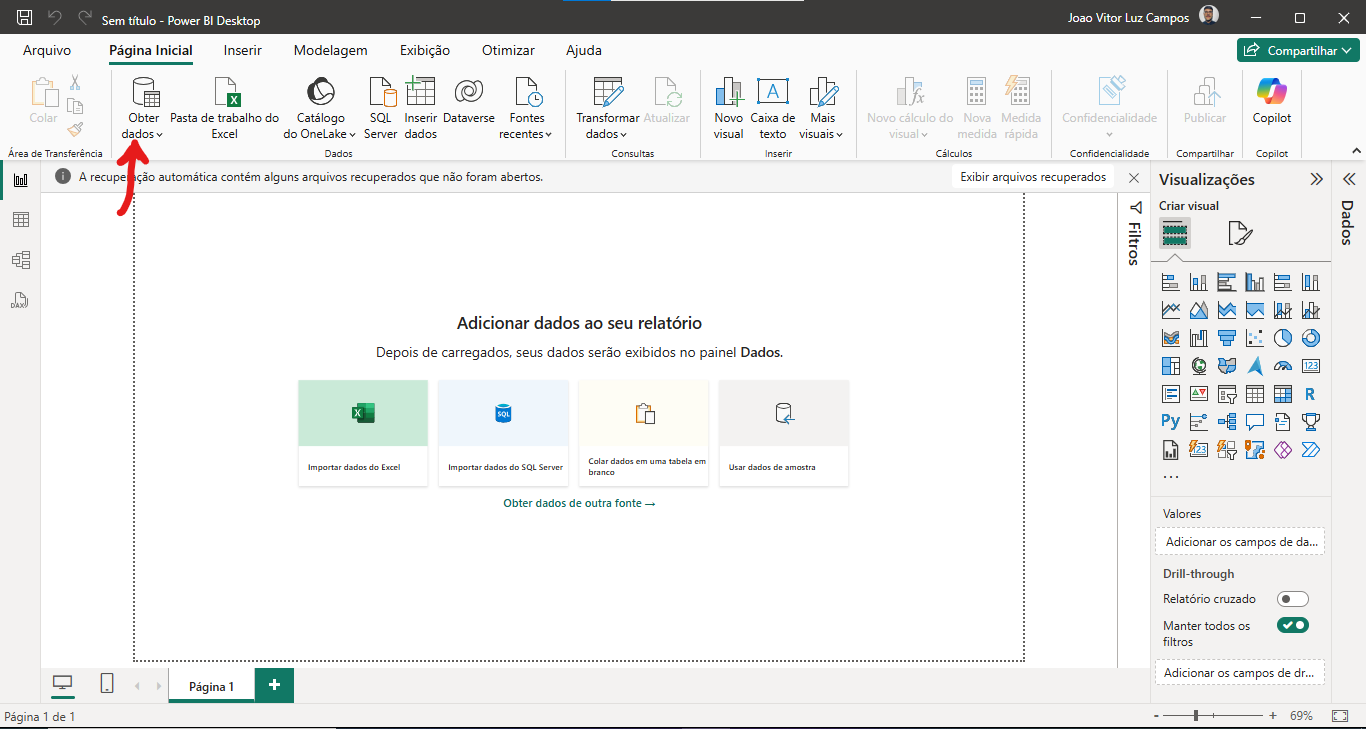 Sem título - Power BI Desktop
Joao Vitor Luz Campos
Arquivo
Página Inicial
Inserir
Modelagem
Exibição
Otimizar
Ajuda
Compartilhar
Colar
Obter
dados
Pasta de trabalho do
Excel
Catálogo
do OneLake
SQL
Server
Inserir
dados
Dataverse
Fontes
recentes
Transformar
dados
Atualizar
Novo
visual
Caixa de
texto
Mais
visuais
Novo cálculo do
visual
Nova
medida
Medida
rápida
Confidencialidade
Publicar
Copilot
Área de Transferência
Dados
Consultas
Inserir
Cálculos
Confidencialidade
Compartilhar
Copilot
A recuperação automática contém alguns arquivos recuperados que não foram abertos.
Exibir arquivos recuperados
DAX
Filtros
Visualizações
Criar visual
Dados
Adicionar dados ao seu relatório
Depois de carregados, seus dados serão exibidos no painel Dados.
SQL
Importar dados do Excel
Importar dados do SQL Server
Colar dados em uma tabela em
branco
Usar dados de amostra
Obter dados de outra fonte →
123
R
Py
123
...
Valores
Adicionar os campos de da...
Drill-through
Relatório cruzado
Manter todos os
filtros
Adicionar os campos de dr...
Página 1
Página 1 de 1
69%